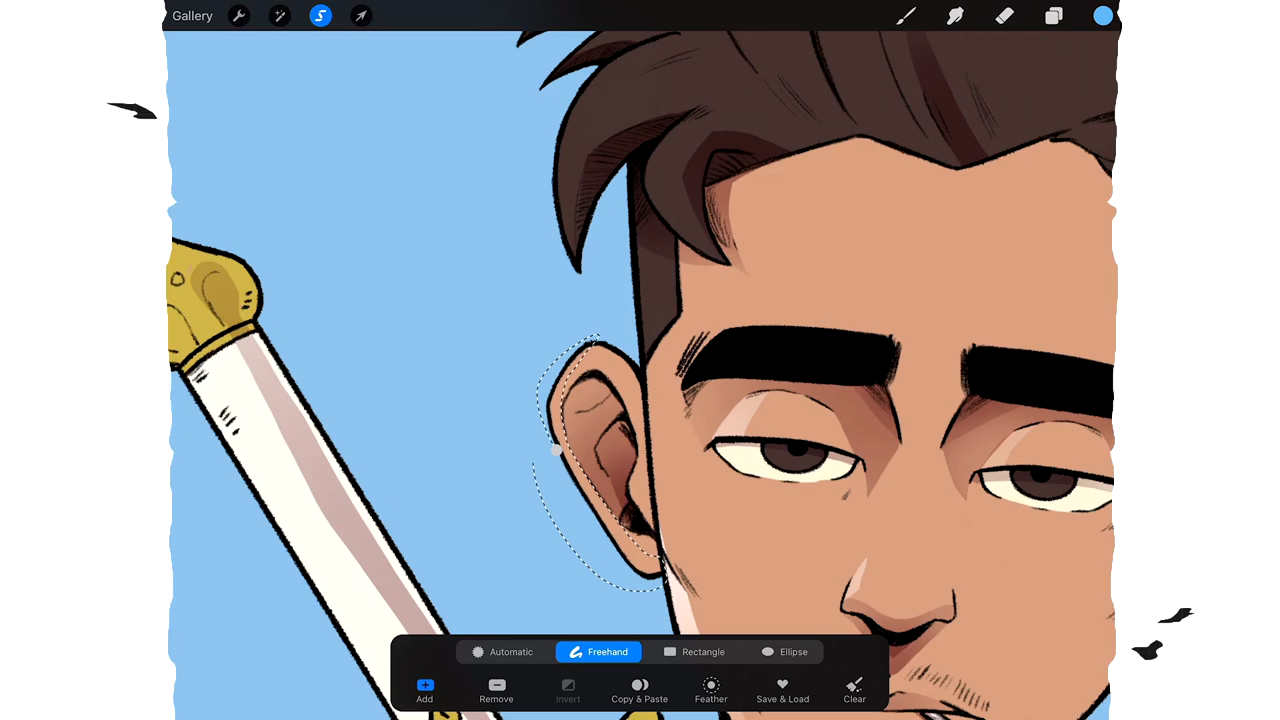 Gallery
Automatic Freehand Rectangle Ellipse
Add Remove Invert Copy & Paste Feather Save & Load Clear